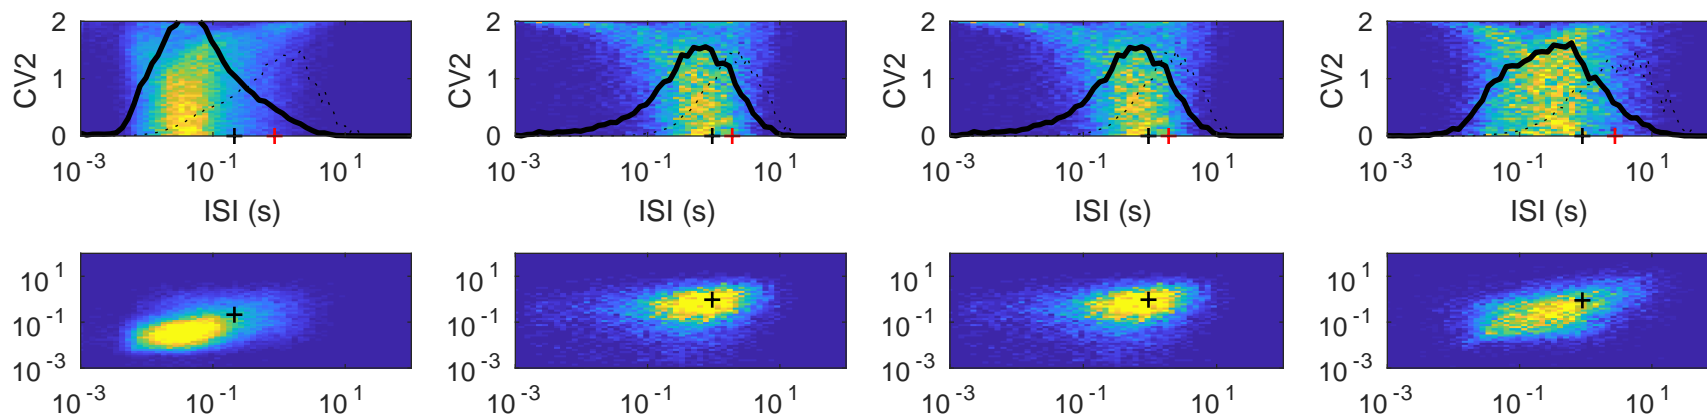 2 2 2 2
CV2 CV2 CV2 CV2
1 1 1 1
0 0 0 0
10^-3 10^-1 10^1 10^-3 10^-1 10^1 10^-3 10^-1 10^1 10^-3 10^-1 10^1
ISI (s) ISI (s) ISI (s) ISI (s)
10^1 10^1 10^1 10^1
10^-1 10^-1 10^-1 10^-1
10^-3 10^-3 10^-3 10^-3
10^-3 10^-1 10^1 10^-3 10^-1 10^1 10^-3 10^-1 10^1 10^-3 10^-1 10^1